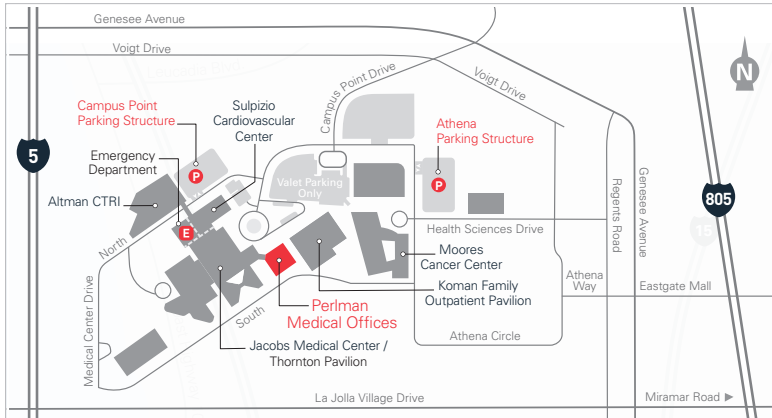 Genesee Avenue
Voigt Drive
Campus Point Drive
Voigt Drive
N
Campus Point
Parking Structure
Sulpizio
Cardiovascular
Center
Athena
Parking Structure
5
Emergency
Department
P
Valet Parking
Only
P
Altman CTRI
E
805
15
Regents Road
Genesee Avenue
North
Health Sciences Drive
Moores
Cancer Center
Medical Center Drive
Koman Family
Outpatient Pavilion
Athena
Way
Eastgate Mall
South
Perlman
Medical Offices
Athena Circle
Jacobs Medical Center /
Thornton Pavilion
La Jolla Village Drive
Miramar Road ▶